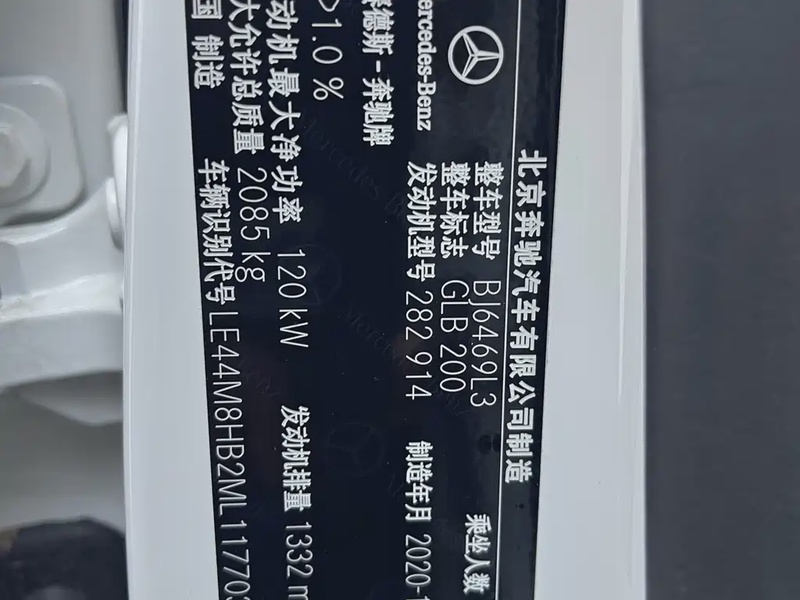 北京奔驰汽车有限公司制造
整车型号 BJ6469L3 乘坐人数
整车标志 GLB 200
发动机型号 282 914 制造年月 2020-1
Mercedes-Benz
梅赛德斯-奔驰牌
>1.0 %
发动机最大净功率 120 kW 发动机排量 1332 m
最大允许总质量 2085 kg
国 制造 车辆识别代号 LE44M8HB2ML117703